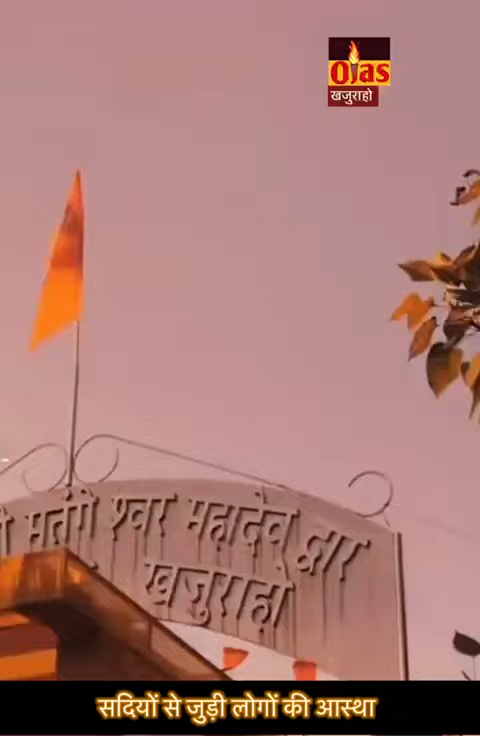 Ojas
खजुराहो
मतंगेश्वर महादेव द्वार
खजुराहो
सदियों से जुड़ी लोगों की आस्था